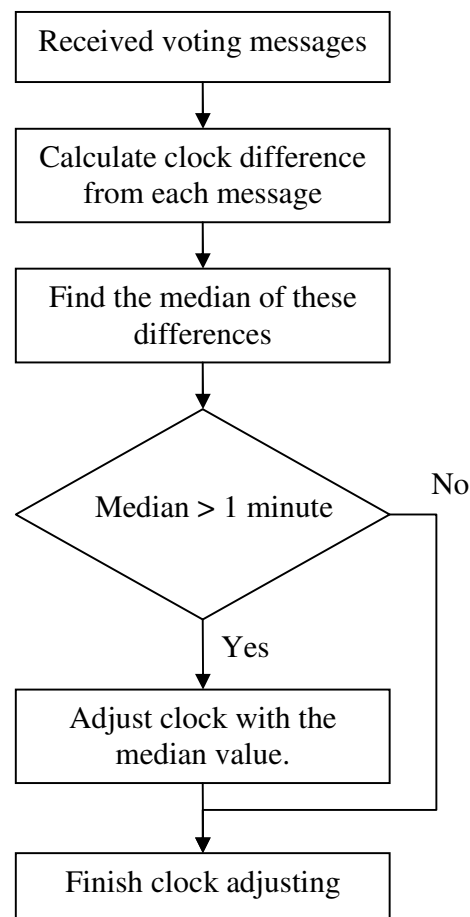 Received voting messages
Calculate clock difference
from each message
Find the median of these
differences
Median > 1 minute
No
Yes
Adjust clock with the
median value.
Finish clock adjusting